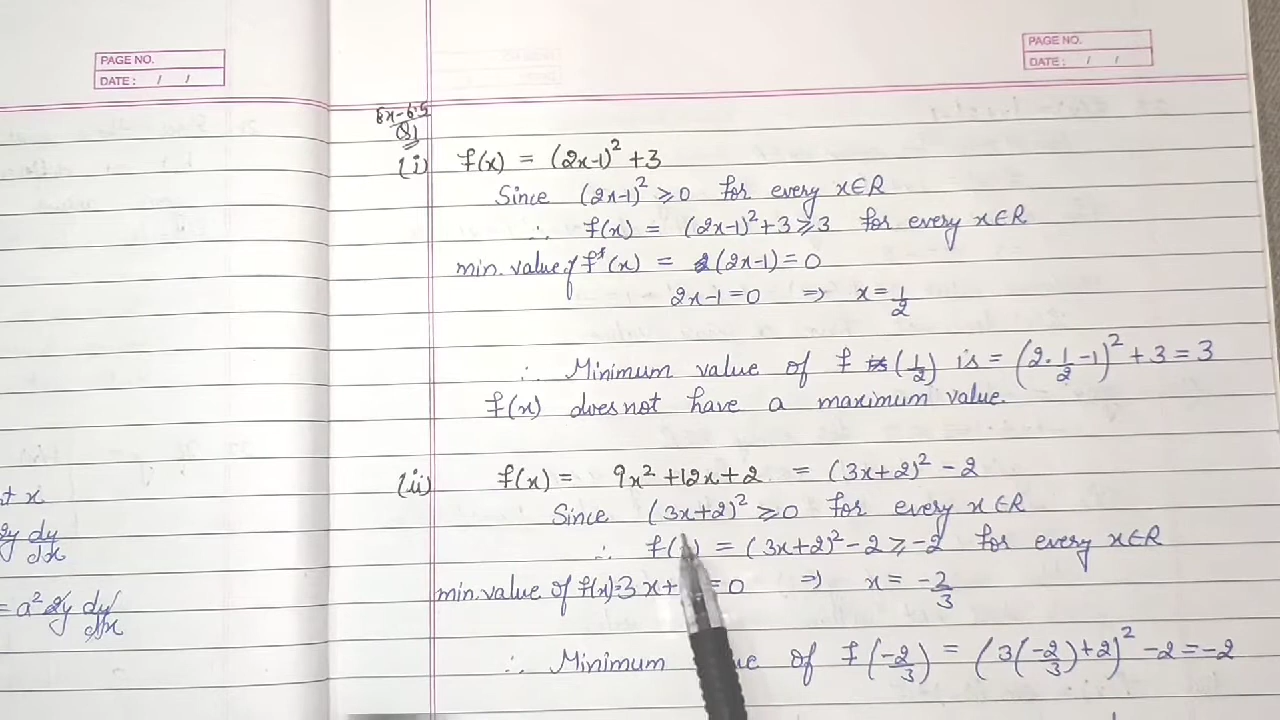 PAGE NO.
DATE : / /
t x
2y dy/dx
= a² 2y dy/dx
PAGE NO.
DATE : / /
Ex-6.5
Q1
(i) f(x) = (2x-1)² + 3
Since (2x-1)² ≥ 0 for every x∈R
∴ f(x) = (2x-1)² + 3 ≥ 3 for every x∈R
min. value of f'(x) = 2(2x-1) = 0
2x-1 = 0 ⇒ x = 1/2
∴ Minimum value of f (1/2) is = (2·1/2 -1)² + 3 = 3
f(x) does not have a maximum value.
(ii) f(x) = 9x² + 12x + 2 = (3x+2)² - 2
Since (3x+2)² ≥ 0 for every x∈R
∴ f( ) = (3x+2)² - 2 ≥ -2 for every x∈R
min. value of f(x)=3x+ =0 ⇒ x = -2/3
∴ Minimum of f(-2/3) = (3(-2/3)+2)² - 2 = -2